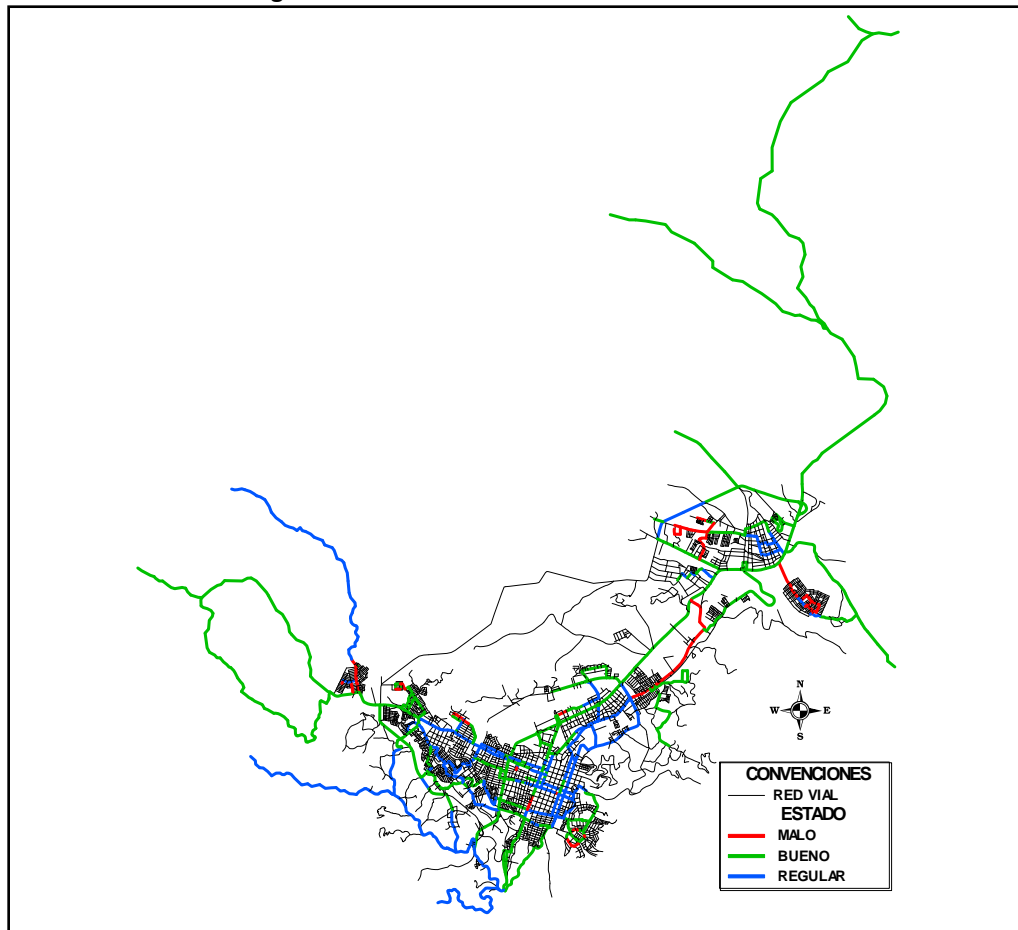 N
W E
S
CONVENCIONES
RED VIAL
ESTADO
MALO
BUENO
REGULAR